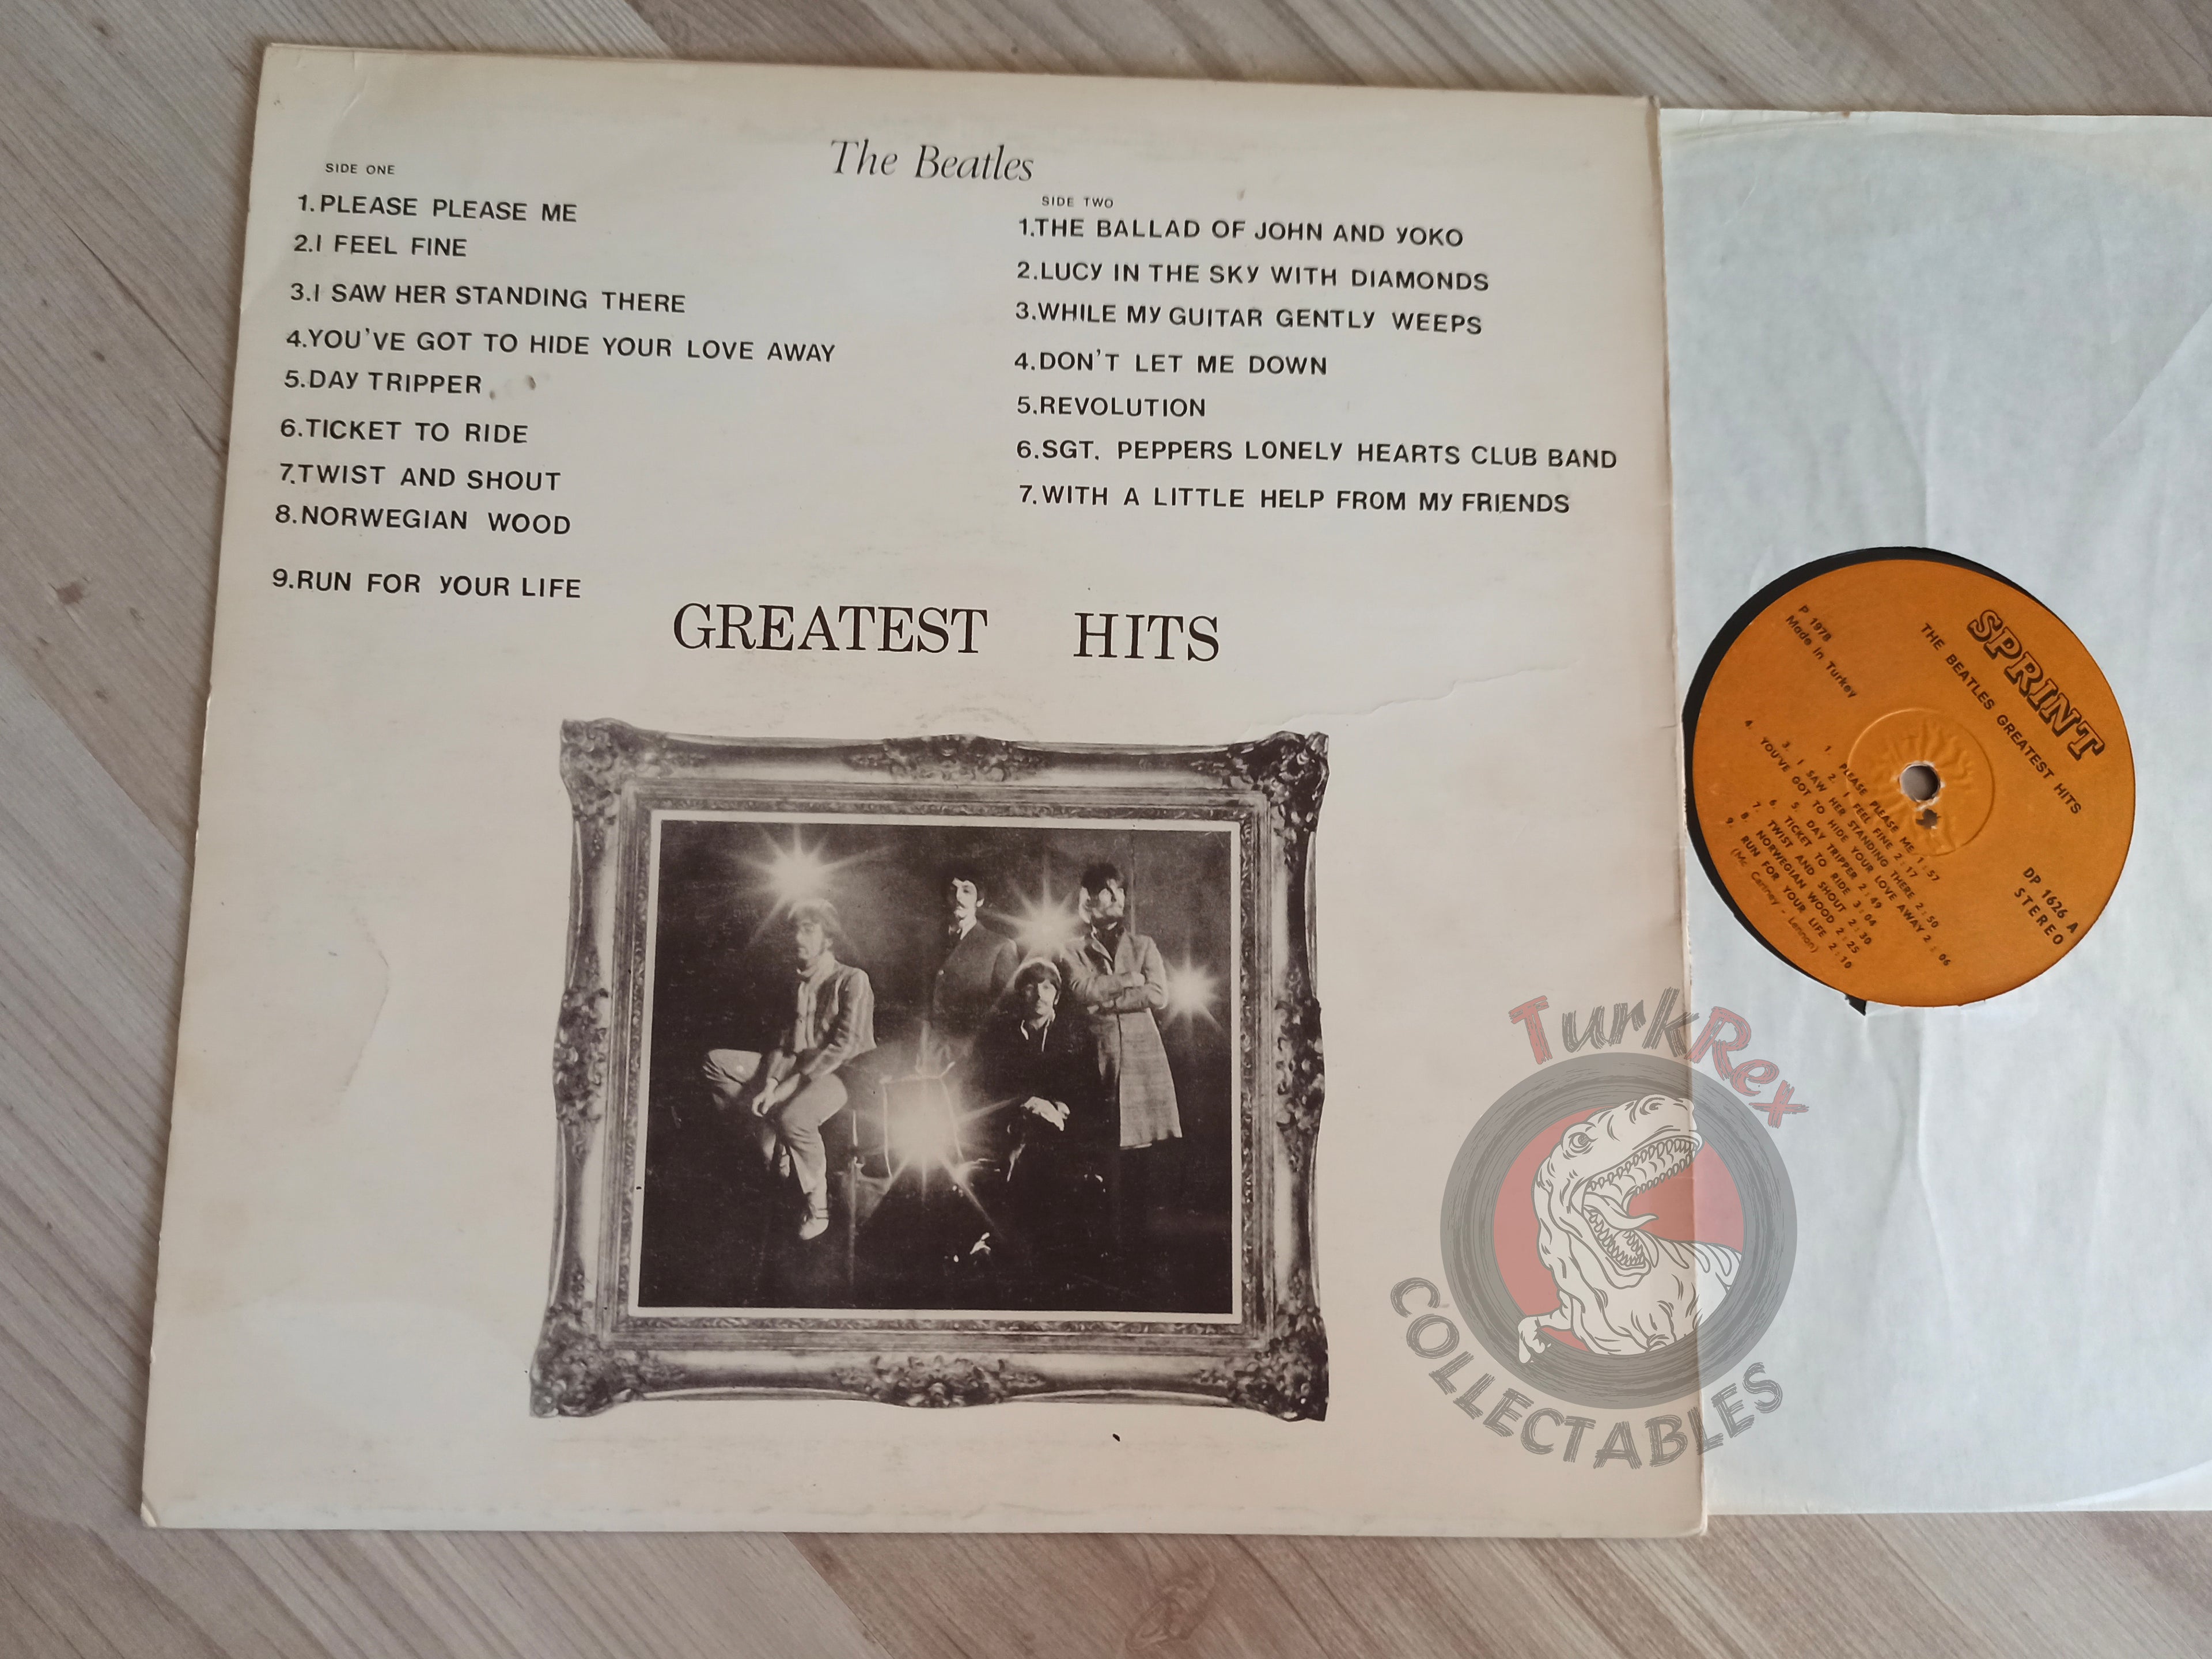 The Beatles
SIDE ONE
1.PLEASE PLEASE ME
2.I FEEL FINE
3.I SAW HER STANDING THERE
4.YOU'VE GOT TO HIDE YOUR LOVE AWAY
5.DAY TRIPPER
6.TICKET TO RIDE
7.TWIST AND SHOUT
8.NORWEGIAN WOOD
9.RUN FOR YOUR LIFE
SIDE TWO
1.THE BALLAD OF JOHN AND YOKO
2.LUCY IN THE SKY WITH DIAMONDS
3.WHILE MY GUITAR GENTLY WEEPS
4.DON'T LET ME DOWN
5.REVOLUTION
6.SGT. PEPPERS LONELY HEARTS CLUB BAND
7.WITH A LITTLE HELP FROM MY FRIENDS
GREATEST HITS
SPRINT
THE BEATLES GREATEST HITS
P 1978
Made in Turkey
DP 1626 A
STEREO
1. PLEASE PLEASE ME 1:57
2. I FEEL FINE 2:17
3. I SAW HER STANDING THERE 2:50
4. YOU'VE GOT TO HIDE YOUR LOVE AWAY 2:06
5. DAY TRIPPER 2:49
6. TICKET TO RIDE 3:04
7. TWIST AND SHOUT 2:30
8. NORWEGIAN WOOD 2:25
9. RUN FOR YOUR LIFE 2:10
(Mc Cartney - Lennon)
TurkRex
COLLECTABLES